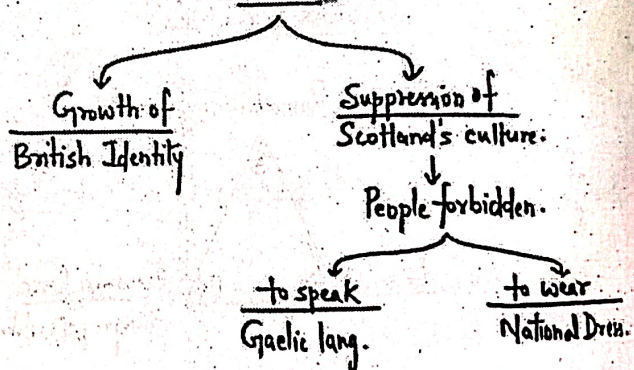 Growth of
British Identity
Suppression of
Scotland's culture.
People forbidden.
to speak
Gaelic lang.
to wear
National Dress.